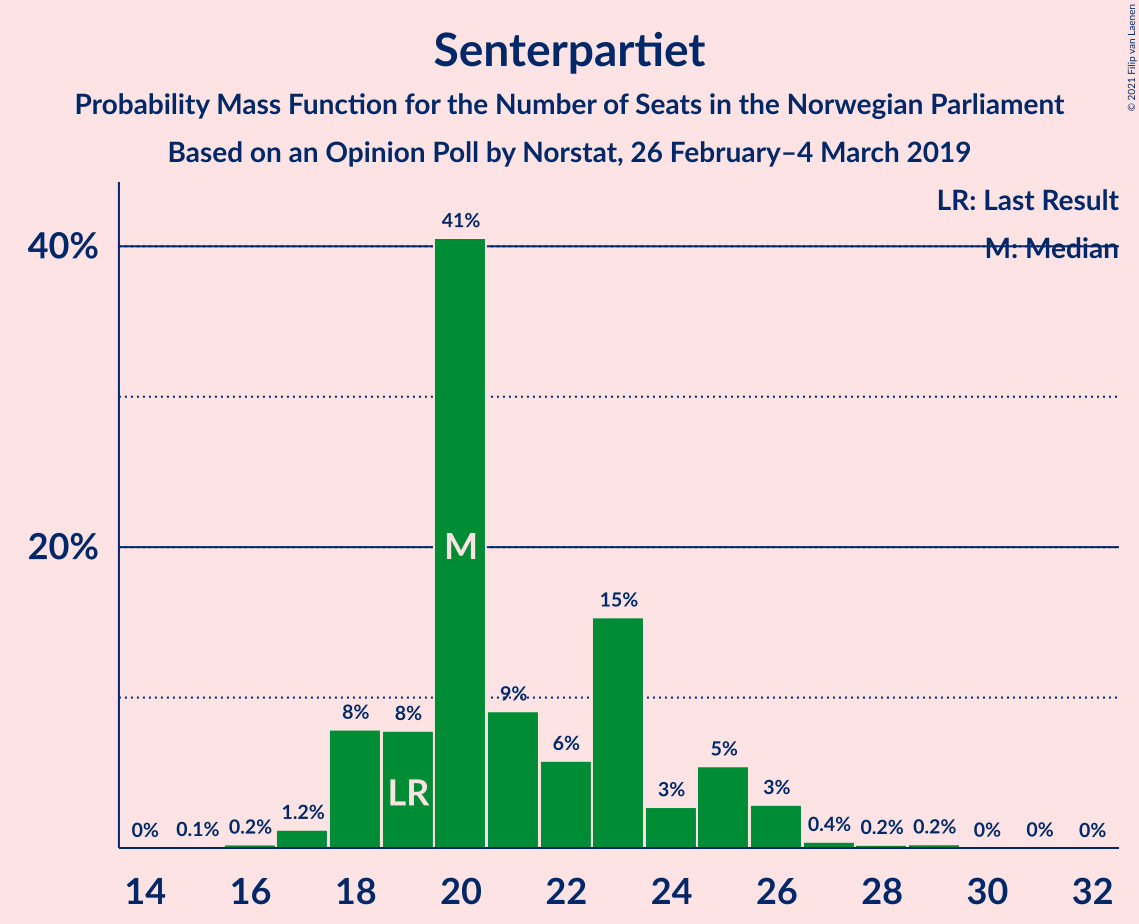 Senterpartiet
Probability Mass Function for the Number of Seats in the Norwegian Parliament
Based on an Opinion Poll by Norstat, 26 February–4 March 2019
© 2021 Filip van Laenen
LR: Last Result
M: Median
40%
20%
0%
0.1%
0.2%
1.2%
8%
8%
41%
9%
6%
15%
3%
5%
3%
0.4%
0.2%
0.2%
0%
0%
0%
M
LR
14 16 18 20 22 24 26 28 30 32